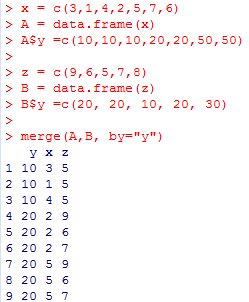 > x = c(3,1,4,2,5,7,6)
> A = data.frame(x)
> A$y =c(10,10,10,20,20,50,50)
>
> z = c(9,6,5,7,8)
> B = data.frame(z)
> B$y =c(20, 20, 10, 20, 30)
>
> merge(A,B, by="y")
y x z
1 10 3 5
2 10 1 5
3 10 4 5
4 20 2 9
5 20 2 6
6 20 2 7
7 20 5 9
8 20 5 6
9 20 5 7